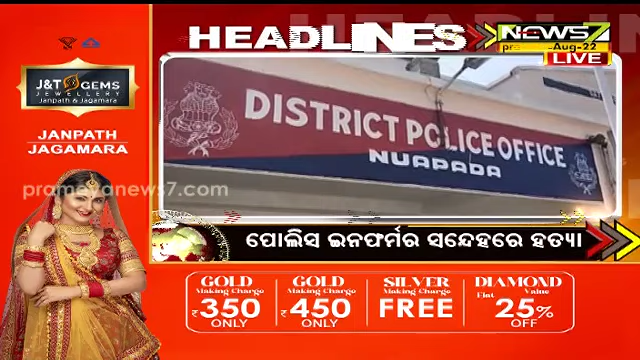 HEADLINES
NEWS7
Aug-22
LIVE
J&T GEMS
JEWELLERY
Janpath & Jagamara
JANPATH
JAGAMARA
DISTRICT POLICE OFFICE
NUAPADA
prameyanews7.com
ପୋଲିସ ଇନଫର୍ମର ସନ୍ଦେହରେ ହତ୍ୟା
GOLD
Making Charge
₹350
ONLY
GOLD
Making Charge
₹450
ONLY
SILVER
Making Charge
FREE
DIAMOND
Flat Value
25%
OFF